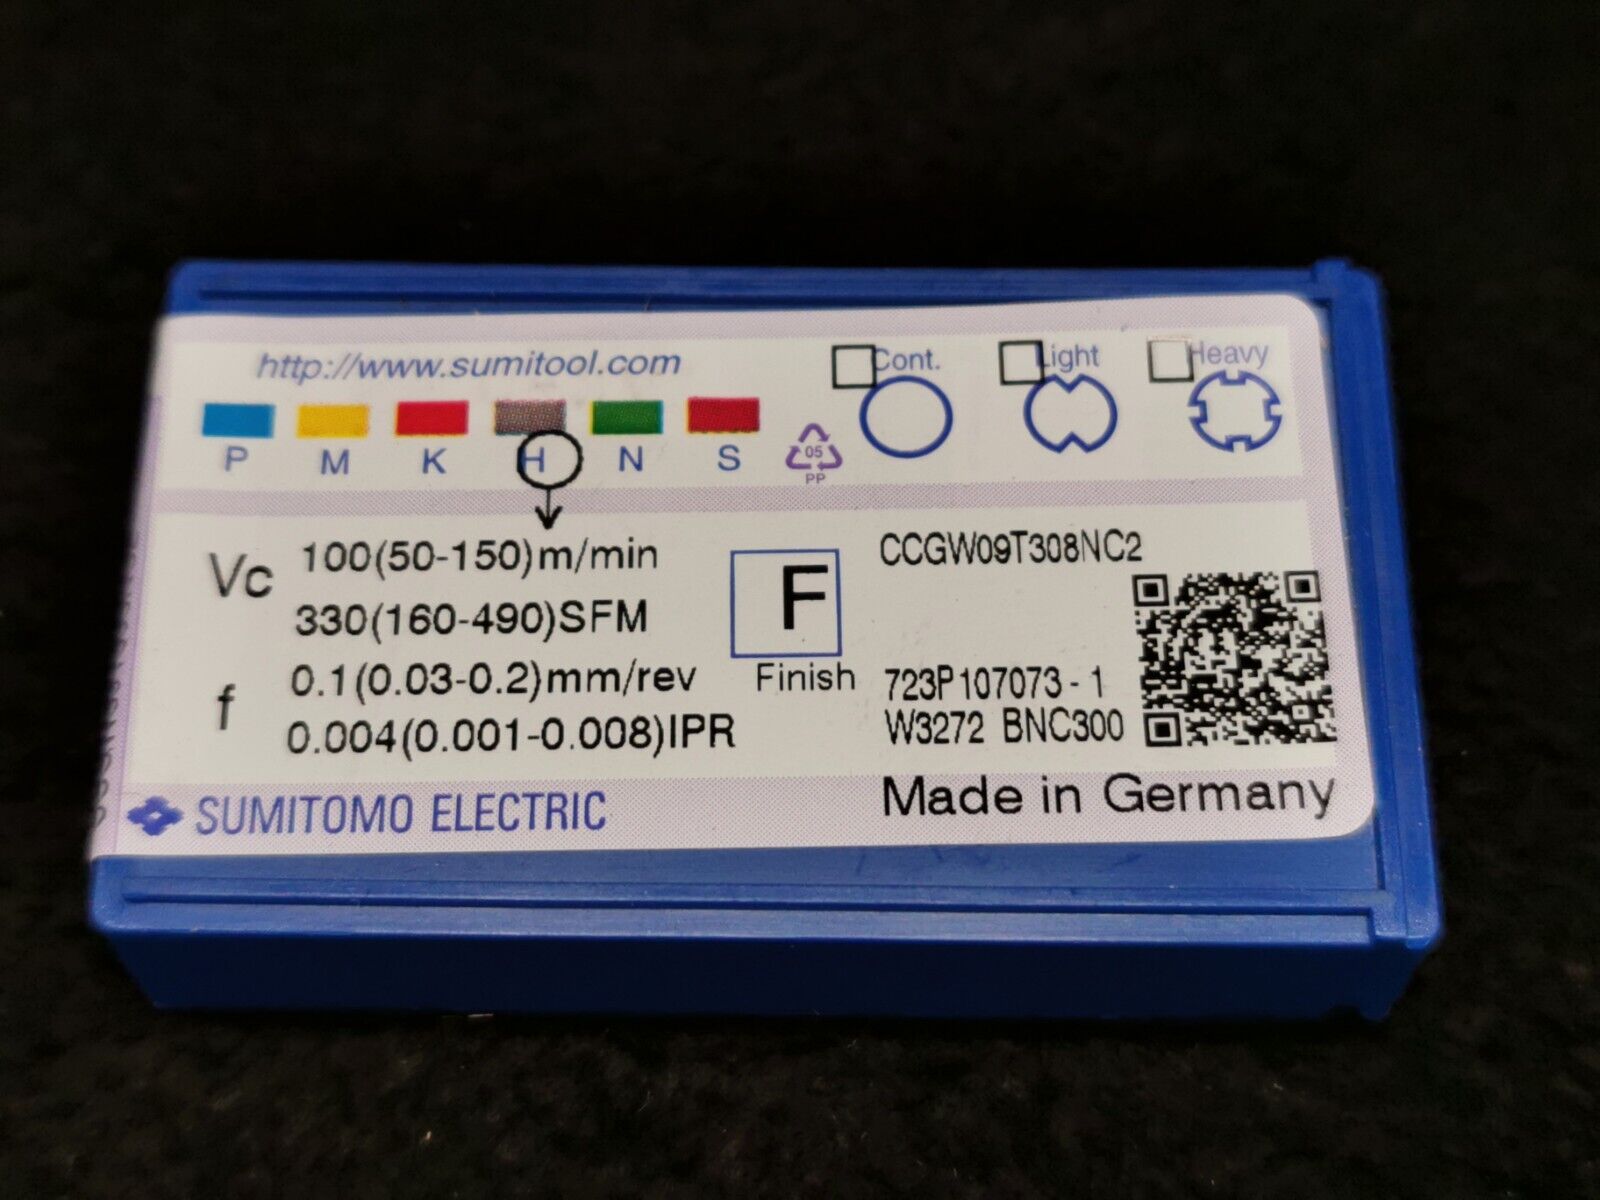 http://www.sumitool.com
Cont. Light Heavy
P M K H N S
05
PP
Vc 100(50-150)m/min
330(160-490)SFM
f 0.1(0.03-0.2)mm/rev
0.004(0.001-0.008)IPR
F
Finish
CCGW09T308NC2
723P107073-1
W3272 BNC300
Made in Germany
SUMITOMO ELECTRIC